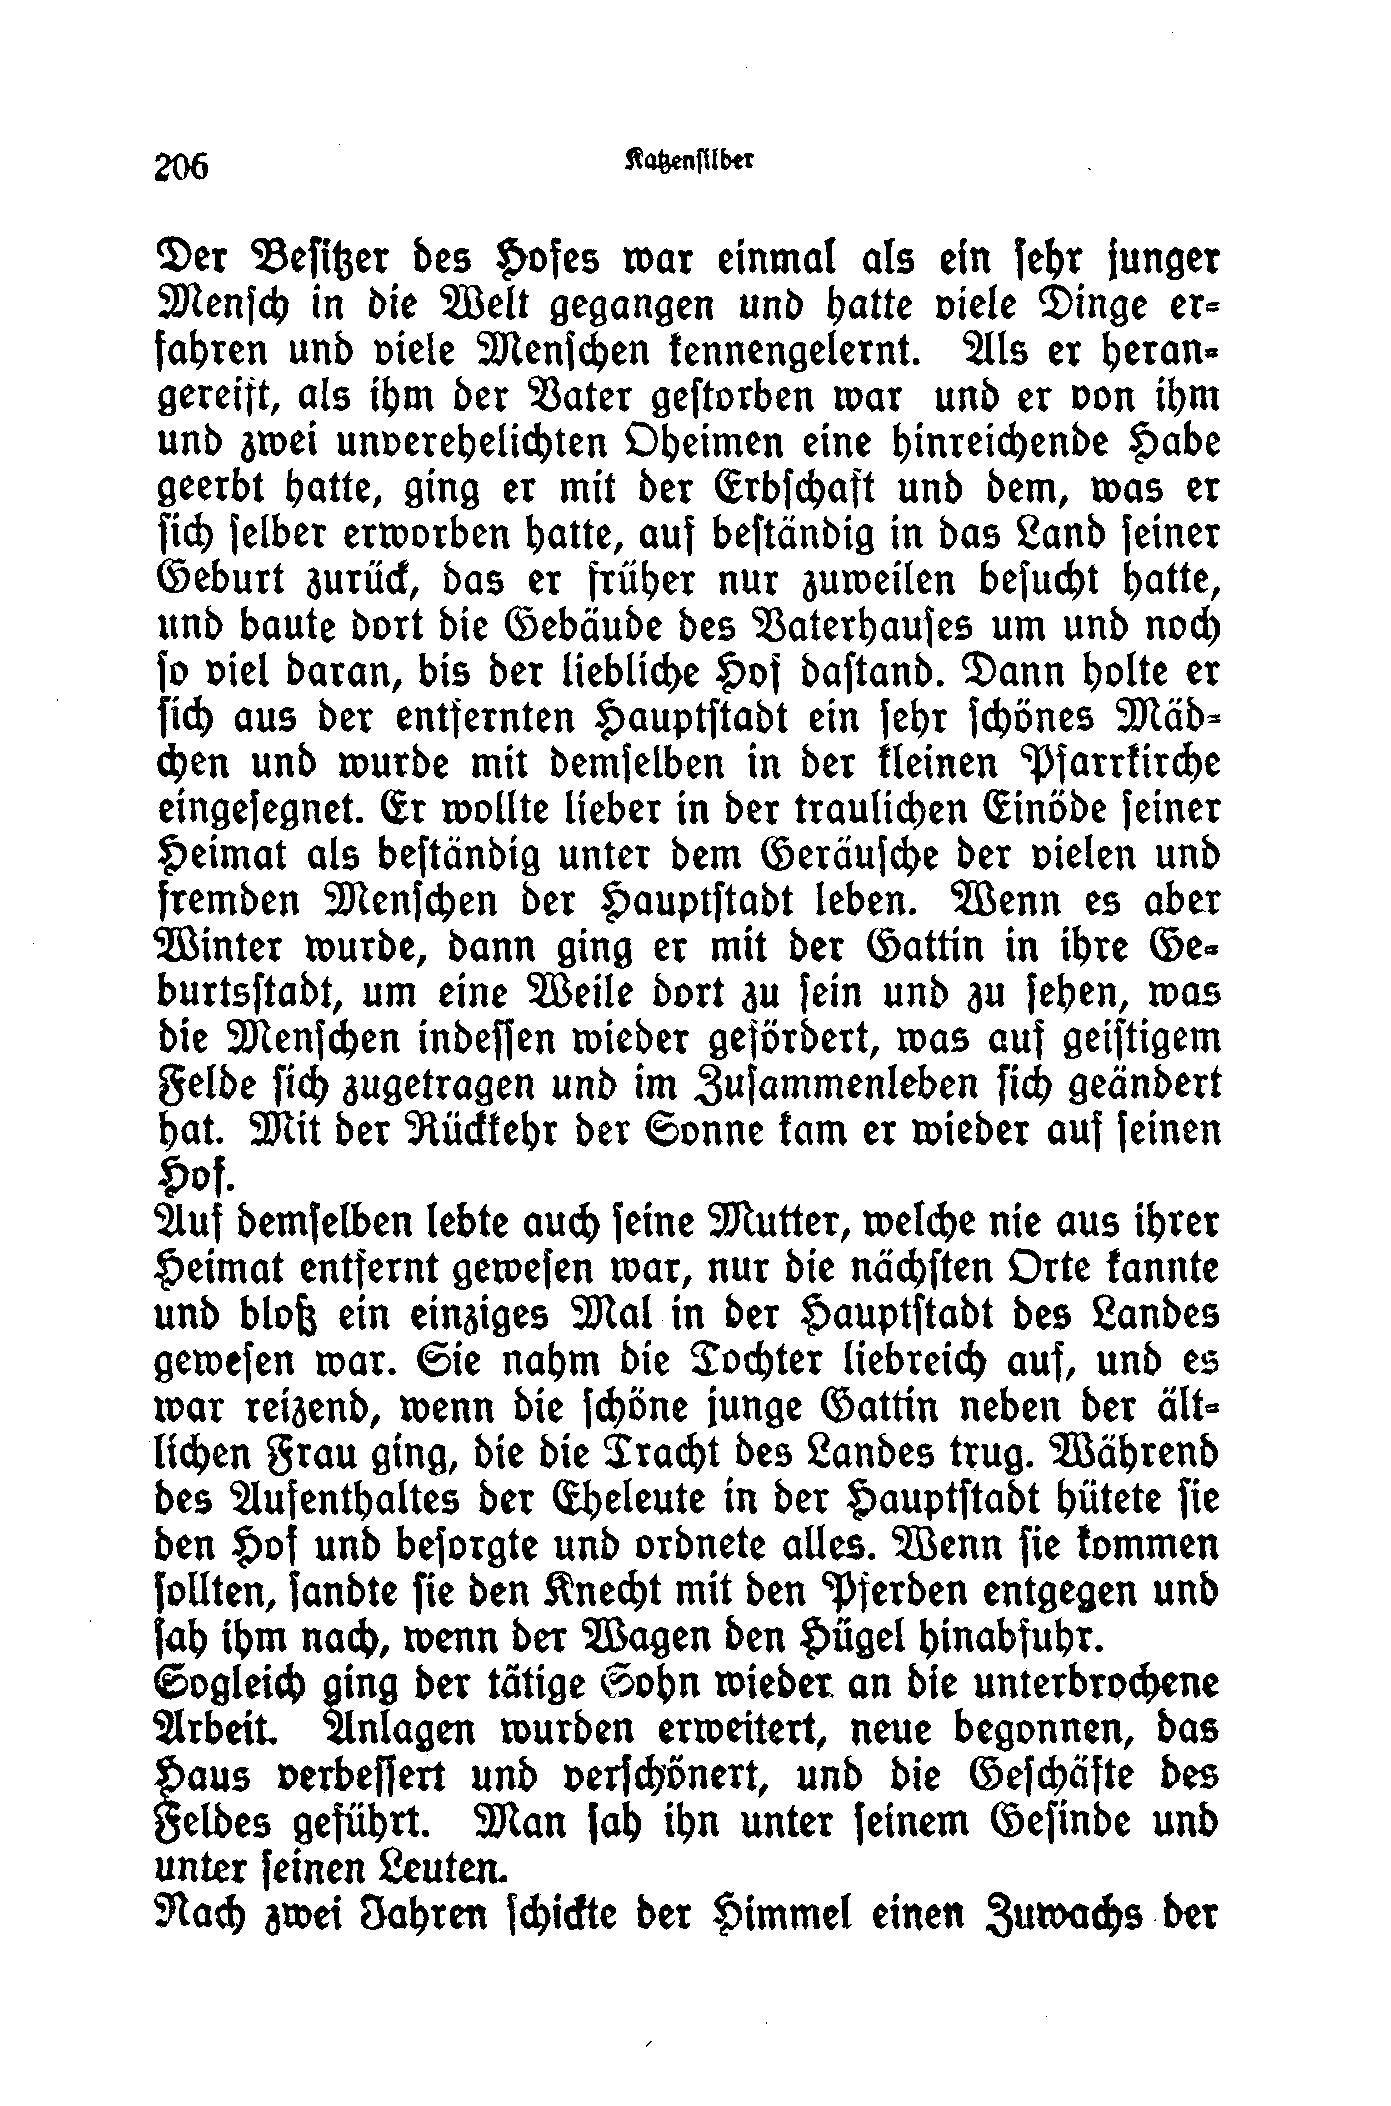 206
Katzensilber
Der Besitzer des Hofes war einmal als ein sehr junger
Mensch in die Welt gegangen und hatte viele Dinge er-
fahren und viele Menschen kennengelernt. Als er heran-
gereift, als ihm der Vater gestorben war und er von ihm
und zwei unverehelichten Oheimen eine hinreichende Habe
geerbt hatte, ging er mit der Erbschaft und dem, was er
sich selber erworben hatte, auf beständig in das Land seiner
Geburt zurück, das er früher nur zuweilen besucht hatte,
und baute dort die Gebäude des Vaterhauses um und noch
so viel daran, bis der liebliche Hof dastand. Dann holte er
sich aus der entfernten Hauptstadt ein sehr schönes Mäd-
chen und wurde mit demselben in der kleinen Pfarrkirche
eingesegnet. Er wollte lieber in der traulichen Einöde seiner
Heimat als beständig unter dem Geräusche der vielen und
fremden Menschen der Hauptstadt leben. Wenn es aber
Winter wurde, dann ging er mit der Gattin in ihre Ge-
burtsstadt, um eine Weile dort zu sein und zu sehen, was
die Menschen indessen wieder gefördert, was auf geistigem
Felde sich zugetragen und im Zusammenleben sich geändert
hat. Mit der Rückkehr der Sonne kam er wieder auf seinen
Hof.
Auf demselben lebte auch seine Mutter, welche nie aus ihrer
Heimat entfernt gewesen war, nur die nächsten Orte kannte
und bloß ein einziges Mal in der Hauptstadt des Landes
gewesen war. Sie nahm die Tochter liebreich auf, und es
war reizend, wenn die schöne junge Gattin neben der ält-
lichen Frau ging, die die Tracht des Landes trug. Während
des Aufenthaltes der Eheleute in der Hauptstadt hütete sie
den Hof und besorgte und ordnete alles. Wenn sie kommen
sollten, sandte sie den Knecht mit den Pferden entgegen und
sah ihm nach, wenn der Wagen den Hügel hinabfuhr.
Sogleich ging der tätige Sohn wieder an die unterbrochene
Arbeit. Anlagen wurden erweitert, neue begonnen, das
Haus verbessert und verschönert, und die Geschäfte des
Feldes geführt. Man sah ihn unter seinem Gesinde und
unter seinen Leuten.
Nach zwei Jahren schickte der Himmel einen Zuwachs der